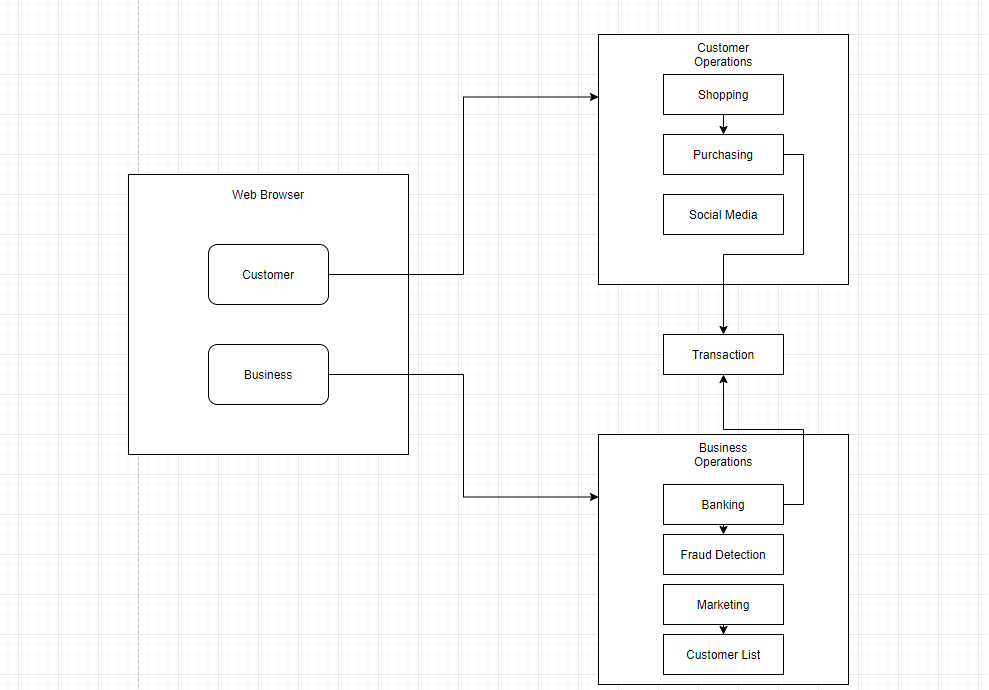 Web Browser
Customer
Business
Customer
Operations
Shopping
Purchasing
Social Media
Transaction
Business
Operations
Banking
Fraud Detection
Marketing
Customer List